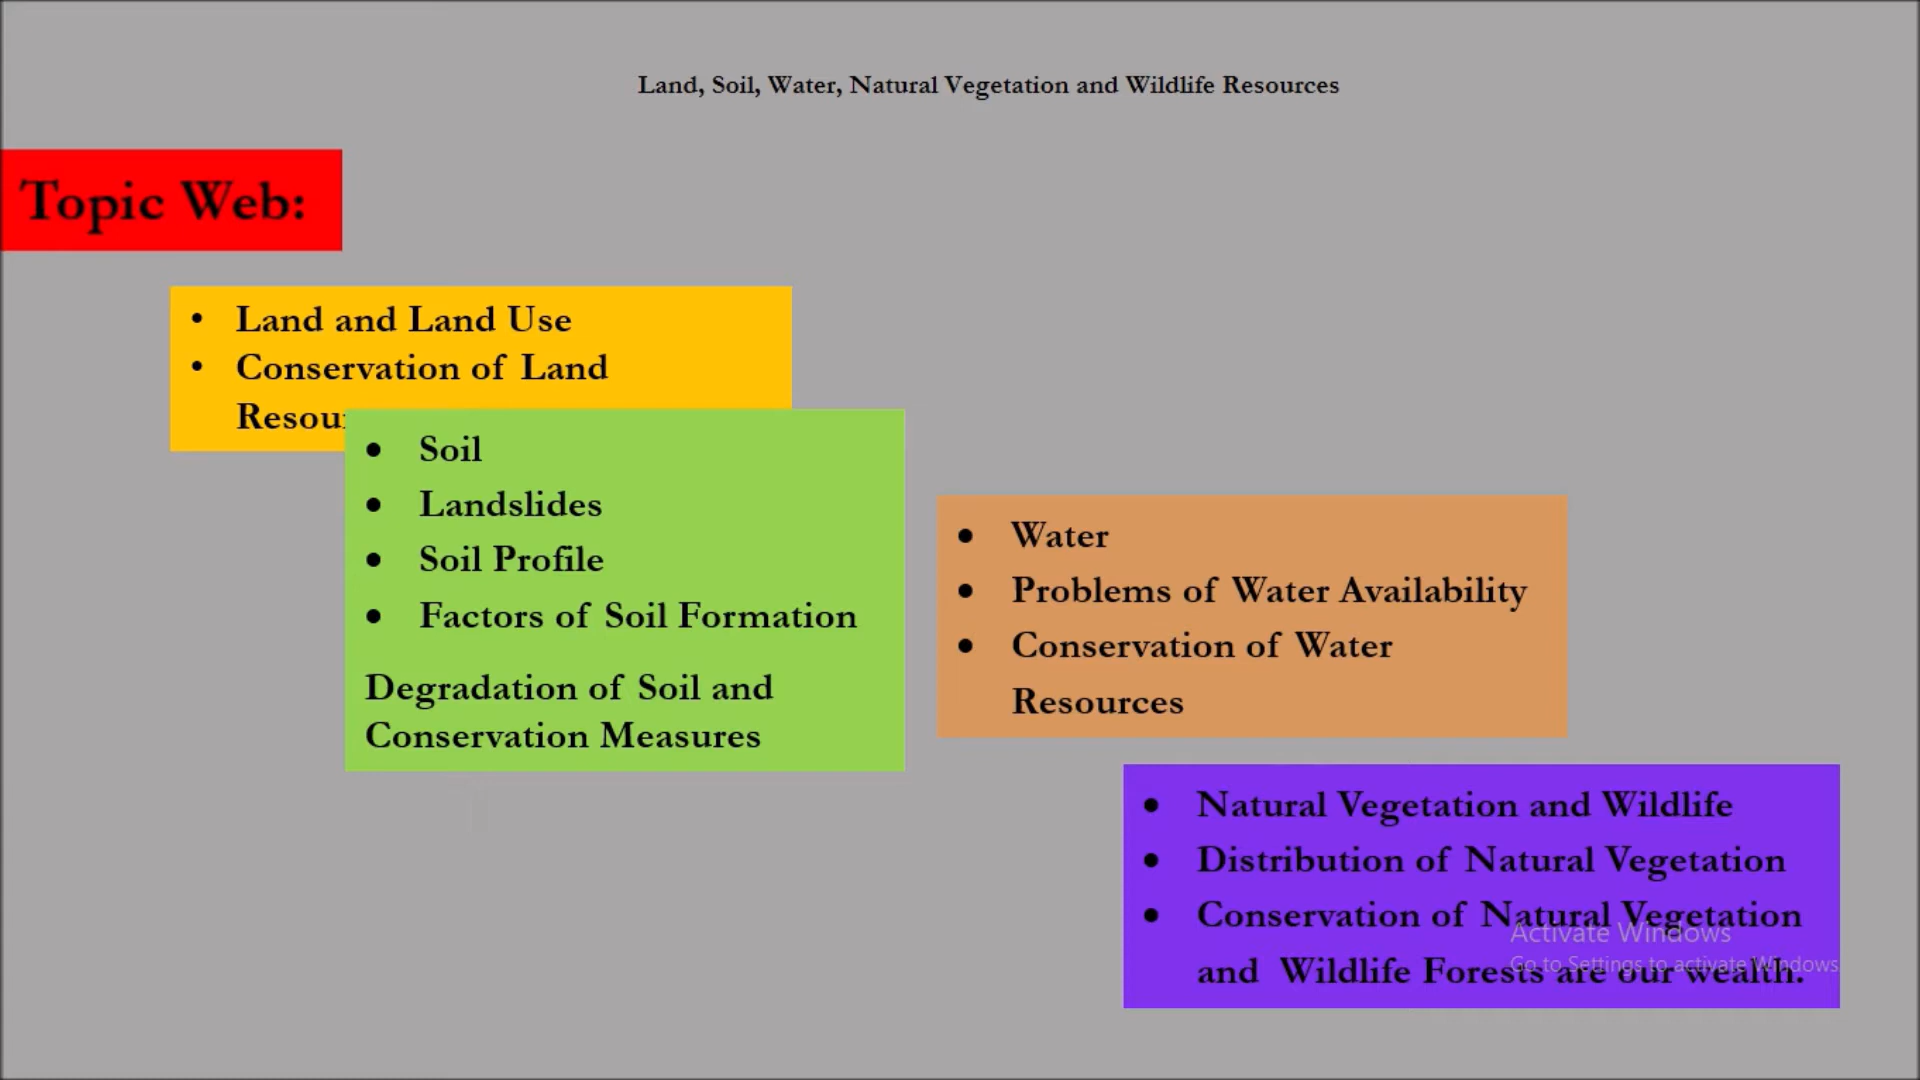 Land, Soil, Water, Natural Vegetation and Wildlife Resources
Topic Web:
• Land and Land Use
• Conservation of Land
Resou
• Soil
• Landslides
• Soil Profile
• Factors of Soil Formation
Degradation of Soil and
Conservation Measures
• Water
• Problems of Water Availability
• Conservation of Water
Resources
• Natural Vegetation and Wildlife
• Distribution of Natural Vegetation
• Conservation of Natural Vegetation
and Wildlife Forests are our wealth.
Activate Windows
Go to Settings to activate Windows